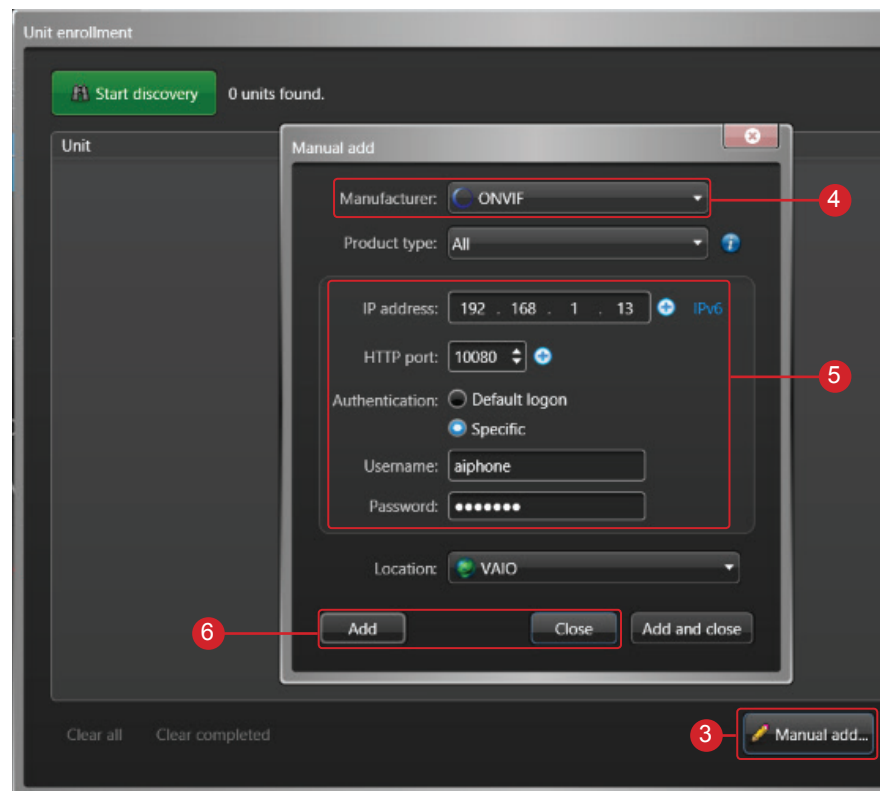 Unit enrollment
Start discovery 0 units found.
Unit
Manual add
Manufacturer: ONVIF
4
Product type: All
IP address: 192 . 168 . 1 . 13 IPv6
HTTP port: 10080
5
Authentication: Default logon
Specific
Username: aiphone
Password: •••••••
Location: VAIO
6
Add Close Add and close
Clear all Clear completed
3
Manual add...